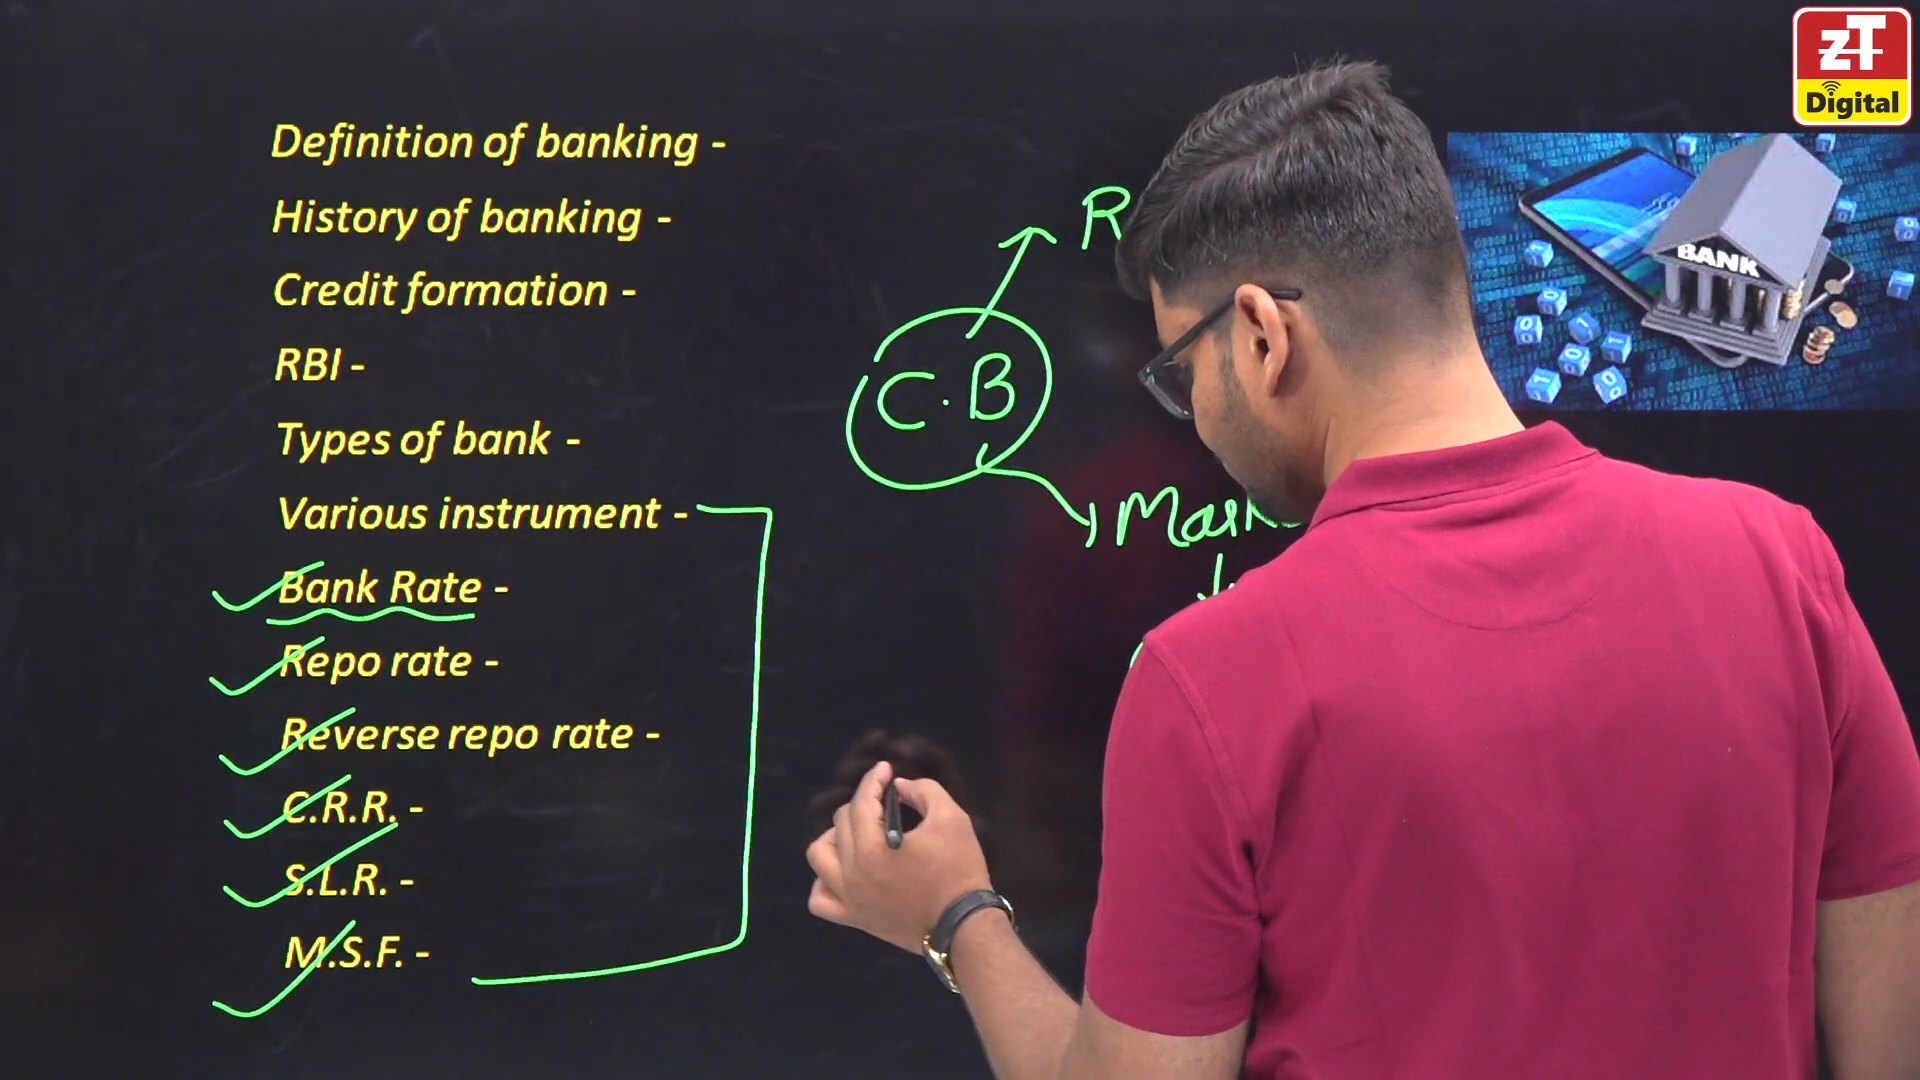 Definition of banking -
History of banking -
Credit formation -
RBI -
Types of bank -
Various instrument -
Bank Rate -
Repo rate -
Reverse repo rate -
C.R.R. -
S.L.R. -
M.S.F. -
R
C.B
zT
Digital
BANK